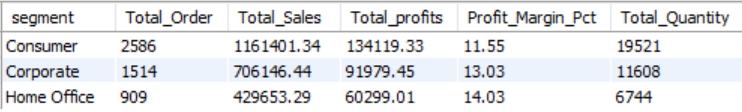 segment Total_Order Total_Sales Total_profits Profit_Margin_Pct Total_Quantity
Consumer 2586 1161401.34 134119.33 11.55 19521
Corporate 1514 706146.44 91979.45 13.03 11608
Home Office 909 429653.29 60299.01 14.03 6744